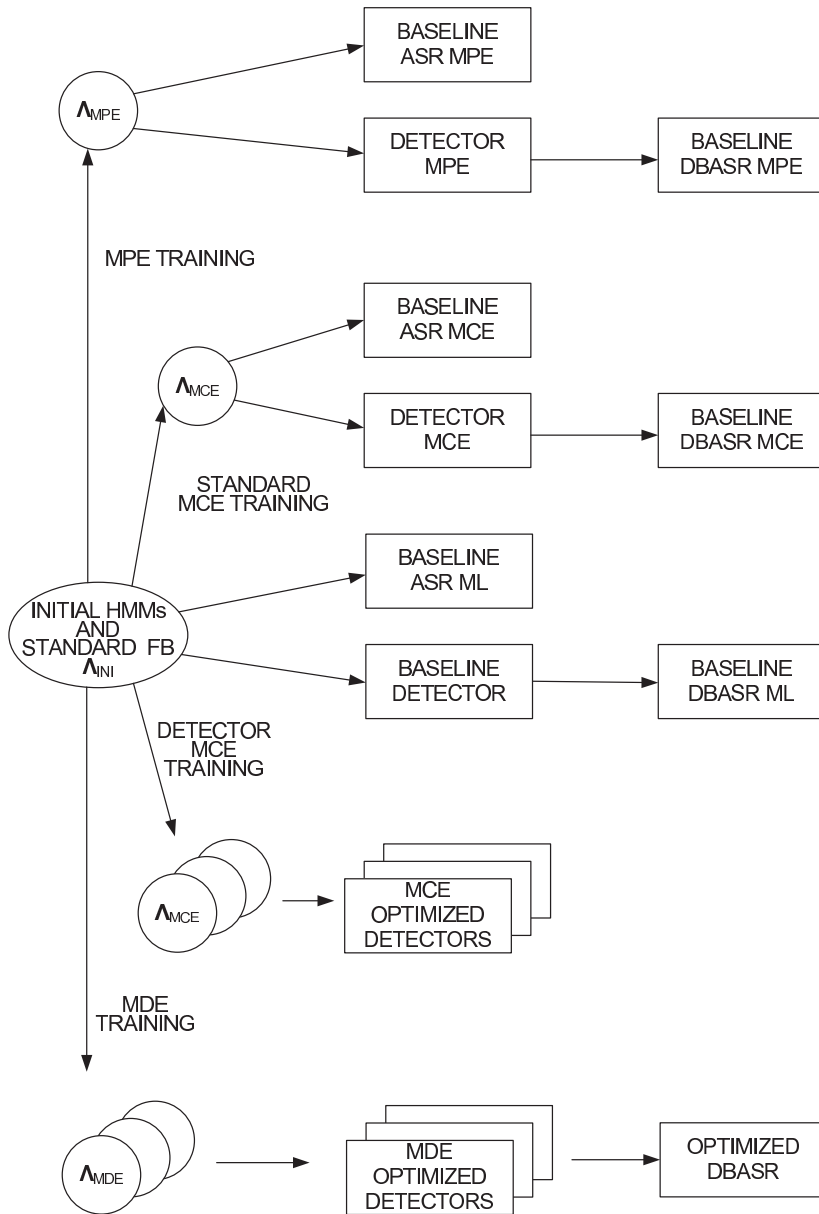 BASELINE
ASR MPE
ΛMPE
DETECTOR
MPE
BASELINE
DBASR MPE
MPE TRAINING
BASELINE
ASR MCE
ΛMCE
DETECTOR
MCE
BASELINE
DBASR MCE
STANDARD
MCE TRAINING
BASELINE
ASR ML
INITIAL HMMs
AND
STANDARD FB
ΛINI
BASELINE
DETECTOR
BASELINE
DBASR ML
DETECTOR
MCE
TRAINING
ΛMCE
MCE
OPTIMIZED
DETECTORS
MDE
TRAINING
ΛMDE
MDE
OPTIMIZED
DETECTORS
OPTIMIZED
DBASR